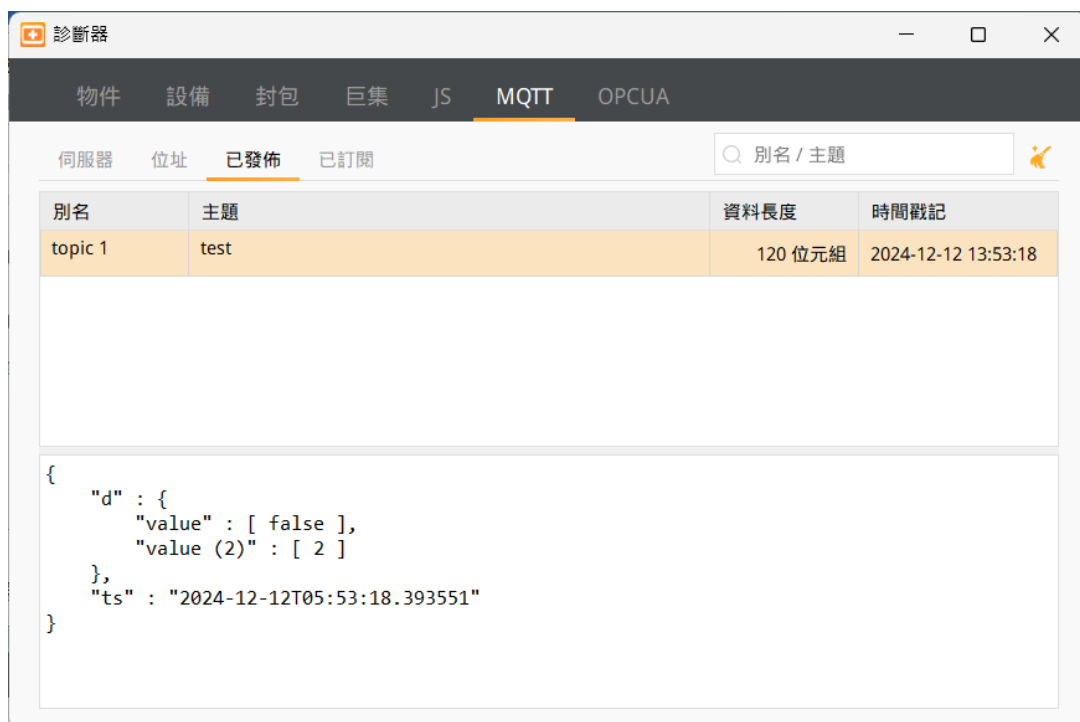 診斷器
物件 設備 封包 巨集 JS MQTT OPCUA
伺服器 位址 已發佈 已訂閱 別名 / 主題
別名 主題 資料長度 時間戳記
topic 1 test 120 位元組 2024-12-12 13:53:18
{
    "d" : {
        "value" : [ false ],
        "value (2)" : [ 2 ]
    },
    "ts" : "2024-12-12T05:53:18.393551"
}